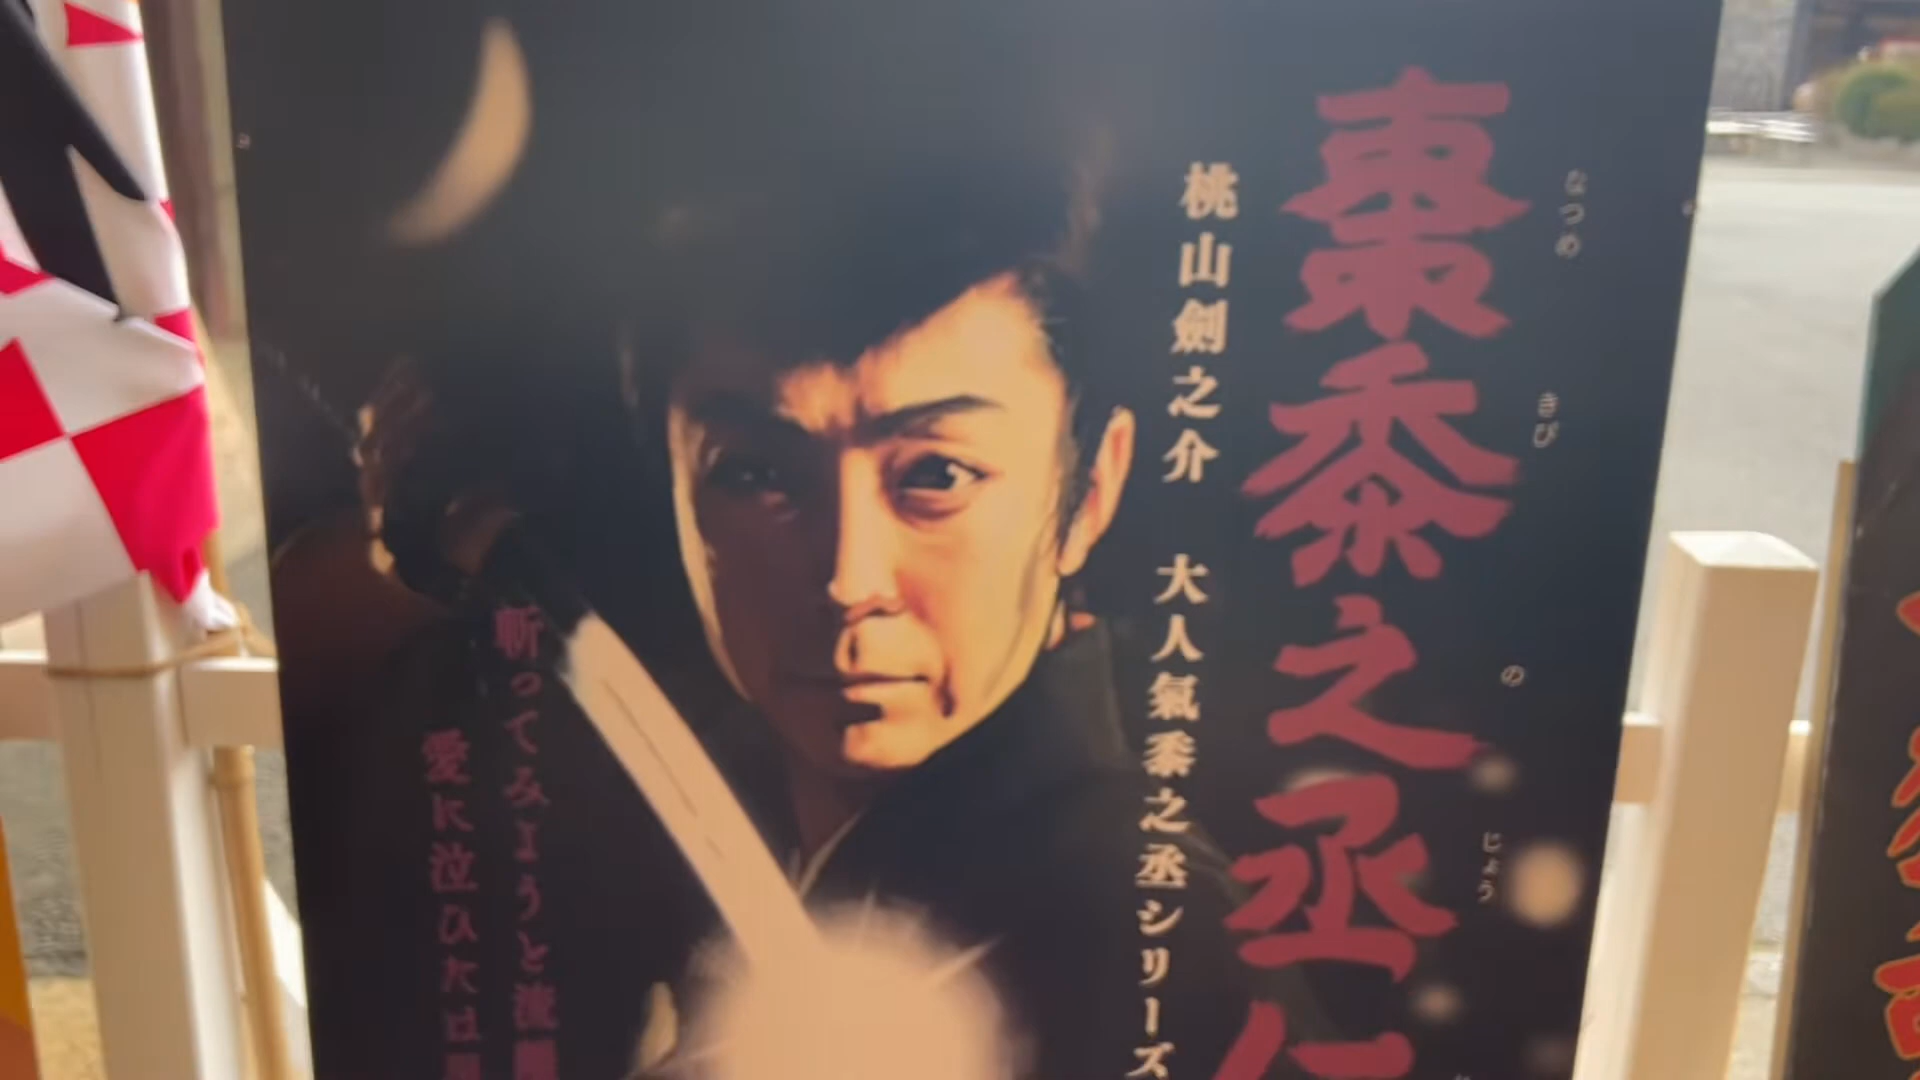 棗黍之丞仁
なつめ
きび
の
じょう
桃山劍之介 大人氣黍之丞シリーズ
斬ってみようと
愛に泣ひたは